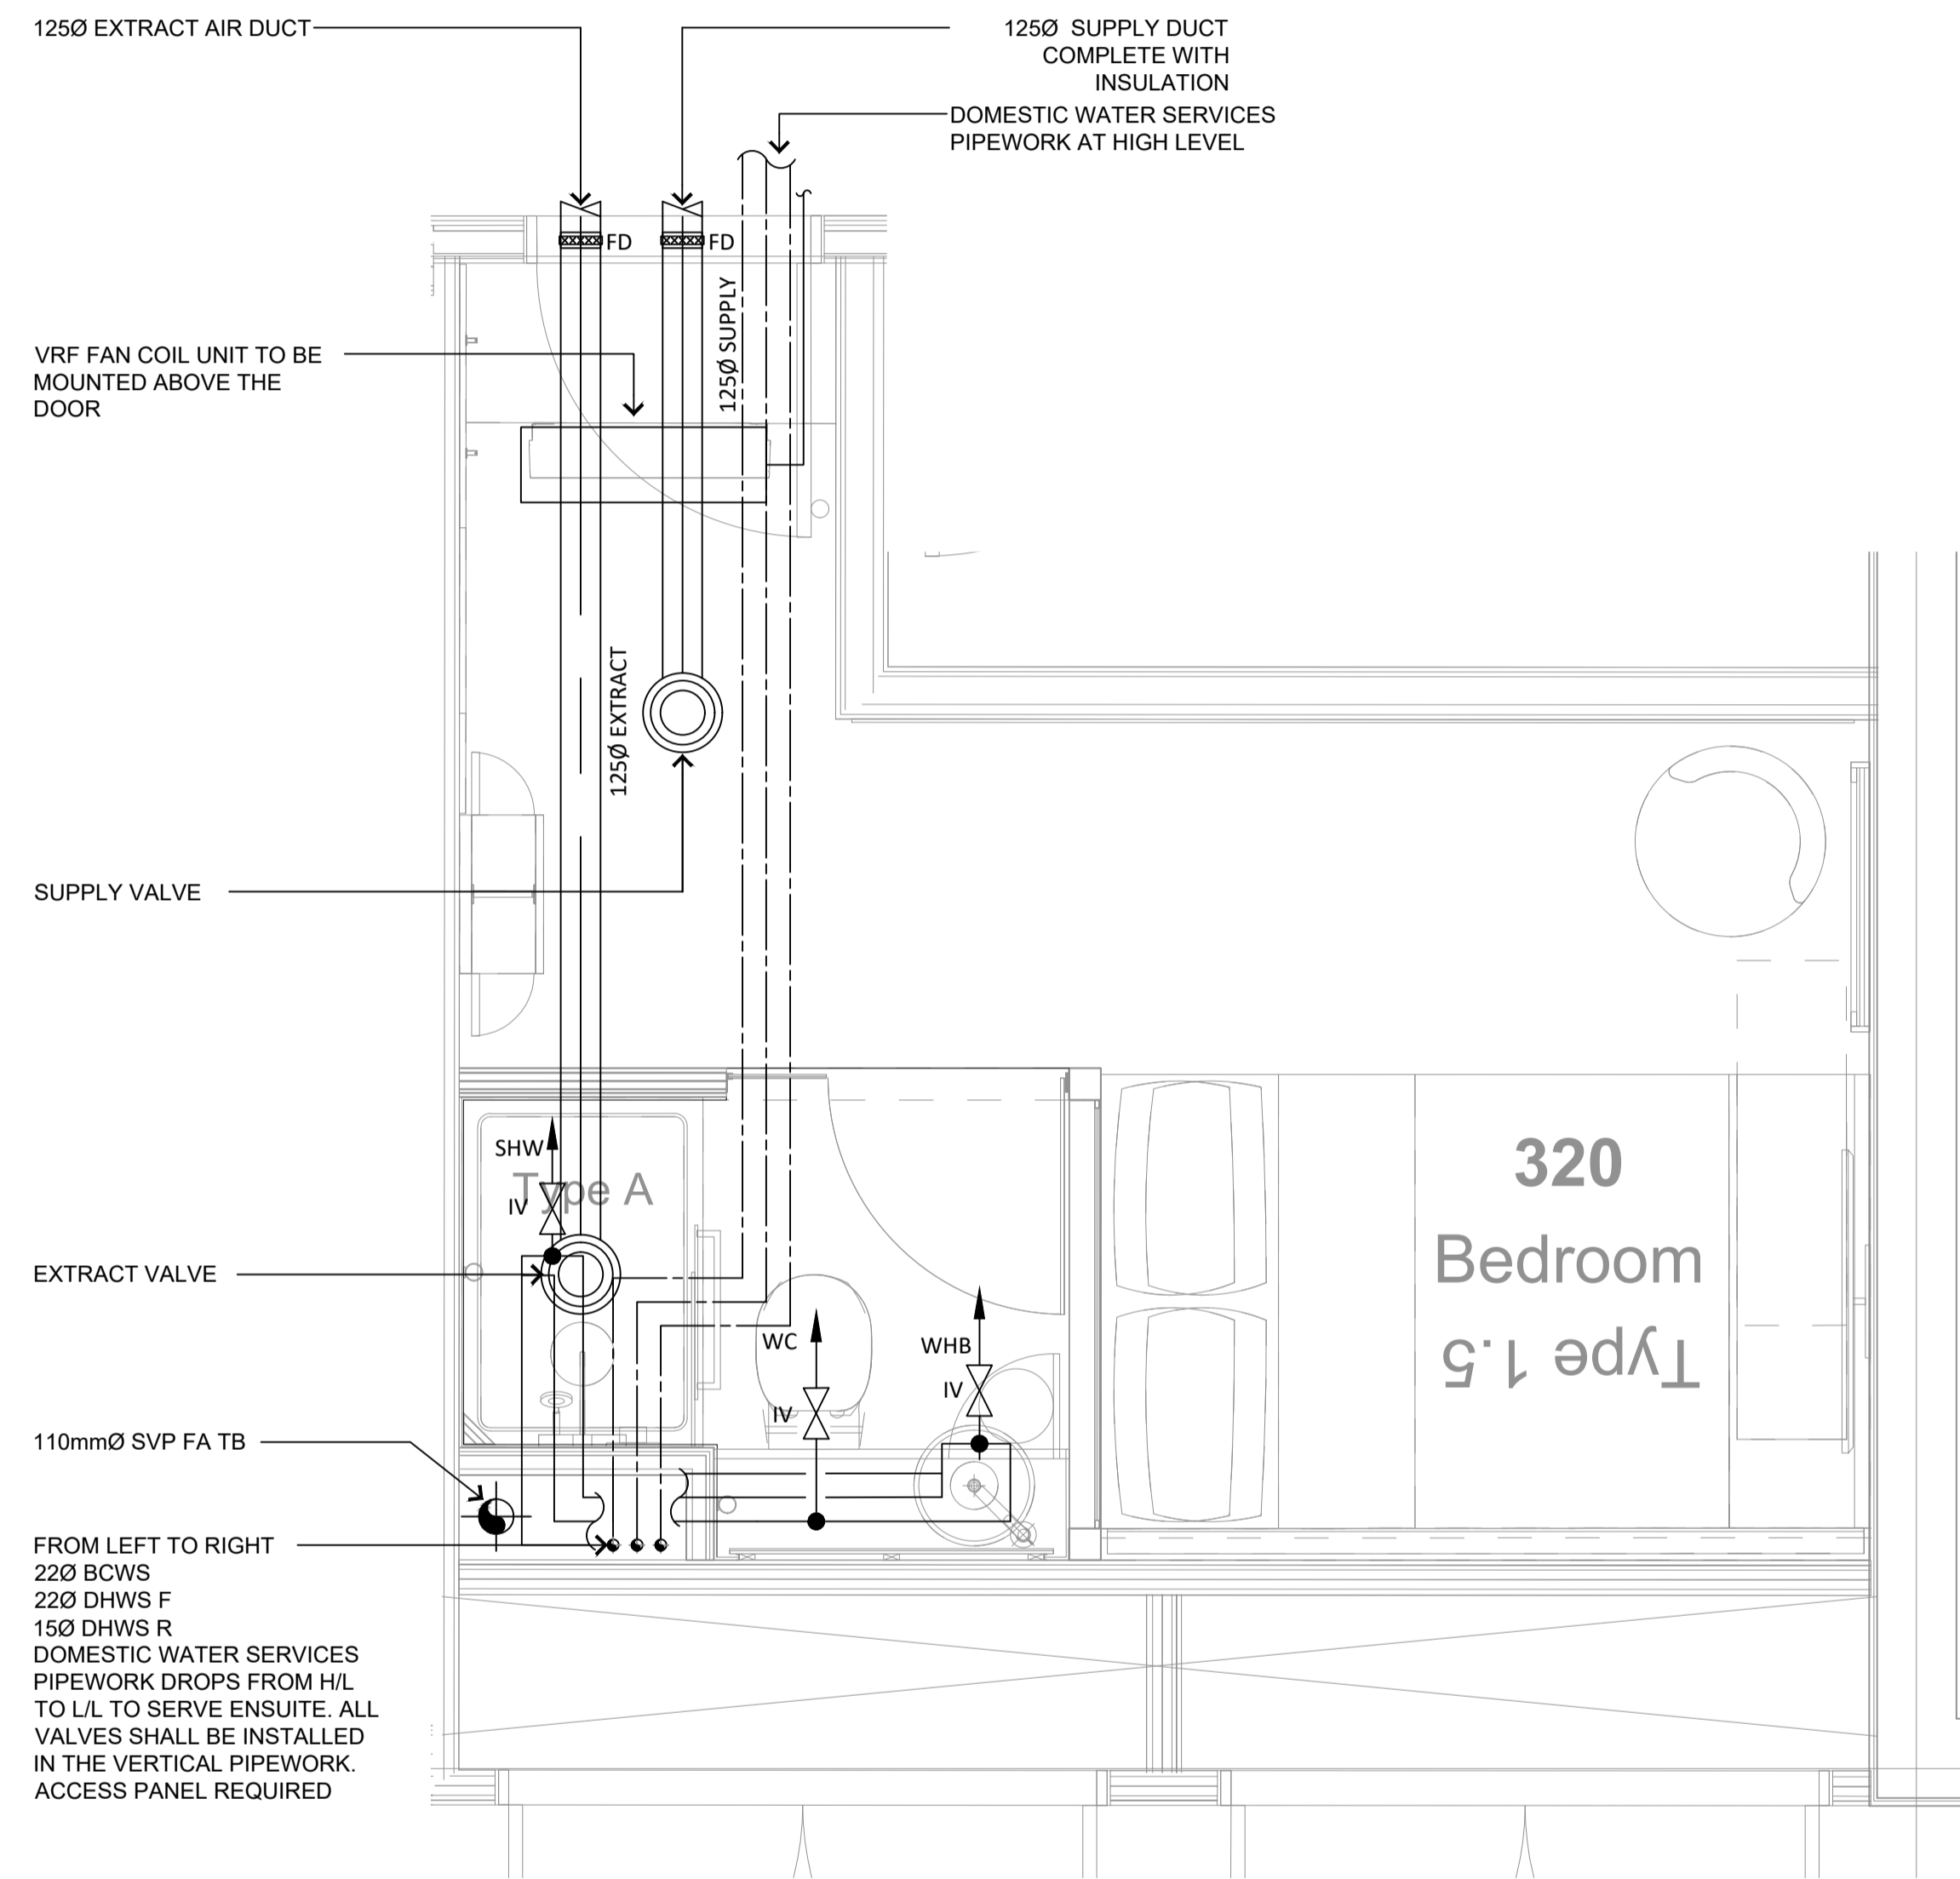 125Ø EXTRACT AIR DUCT
125Ø SUPPLY DUCT
COMPLETE WITH
INSULATION
DOMESTIC WATER SERVICES
PIPEWORK AT HIGH LEVEL
FD
FD
125Ø SUPPLY
VRF FAN COIL UNIT TO BE
MOUNTED ABOVE THE
DOOR
125Ø EXTRACT
SUPPLY VALVE
SHW
Type A
IV
320
Bedroom
Type 1.5
EXTRACT VALVE
WC
WHB
IV
IV
110mmØ SVP FA TB
FROM LEFT TO RIGHT
22Ø BCWS
22Ø DHWS F
15Ø DHWS R
DOMESTIC WATER SERVICES
PIPEWORK DROPS FROM H/L
TO L/L TO SERVE ENSUITE. ALL
VALVES SHALL BE INSTALLED
IN THE VERTICAL PIPEWORK.
ACCESS PANEL REQUIRED